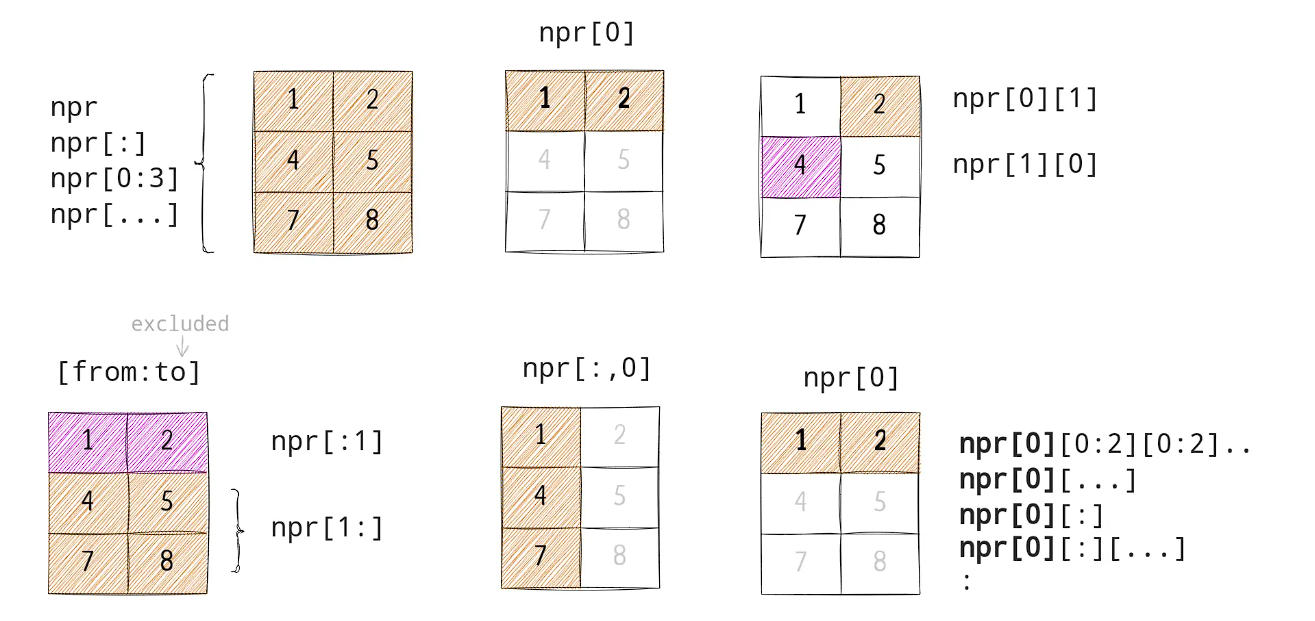 npr[0]
npr
npr[:]
npr[0:3]
npr[...]
1 2
4 5
7 8
1 2
4 5
7 8
1 2
4 5
7 8
npr[0][1]
npr[1][0]
excluded
[from:to]
1 2
4 5
7 8
npr[:1]
npr[1:]
npr[:,0]
1 2
4 5
7 8
npr[0]
1 2
4 5
7 8
npr[0][0:2][0:2]..
npr[0][...]
npr[0][:]
npr[0][:][...]
: